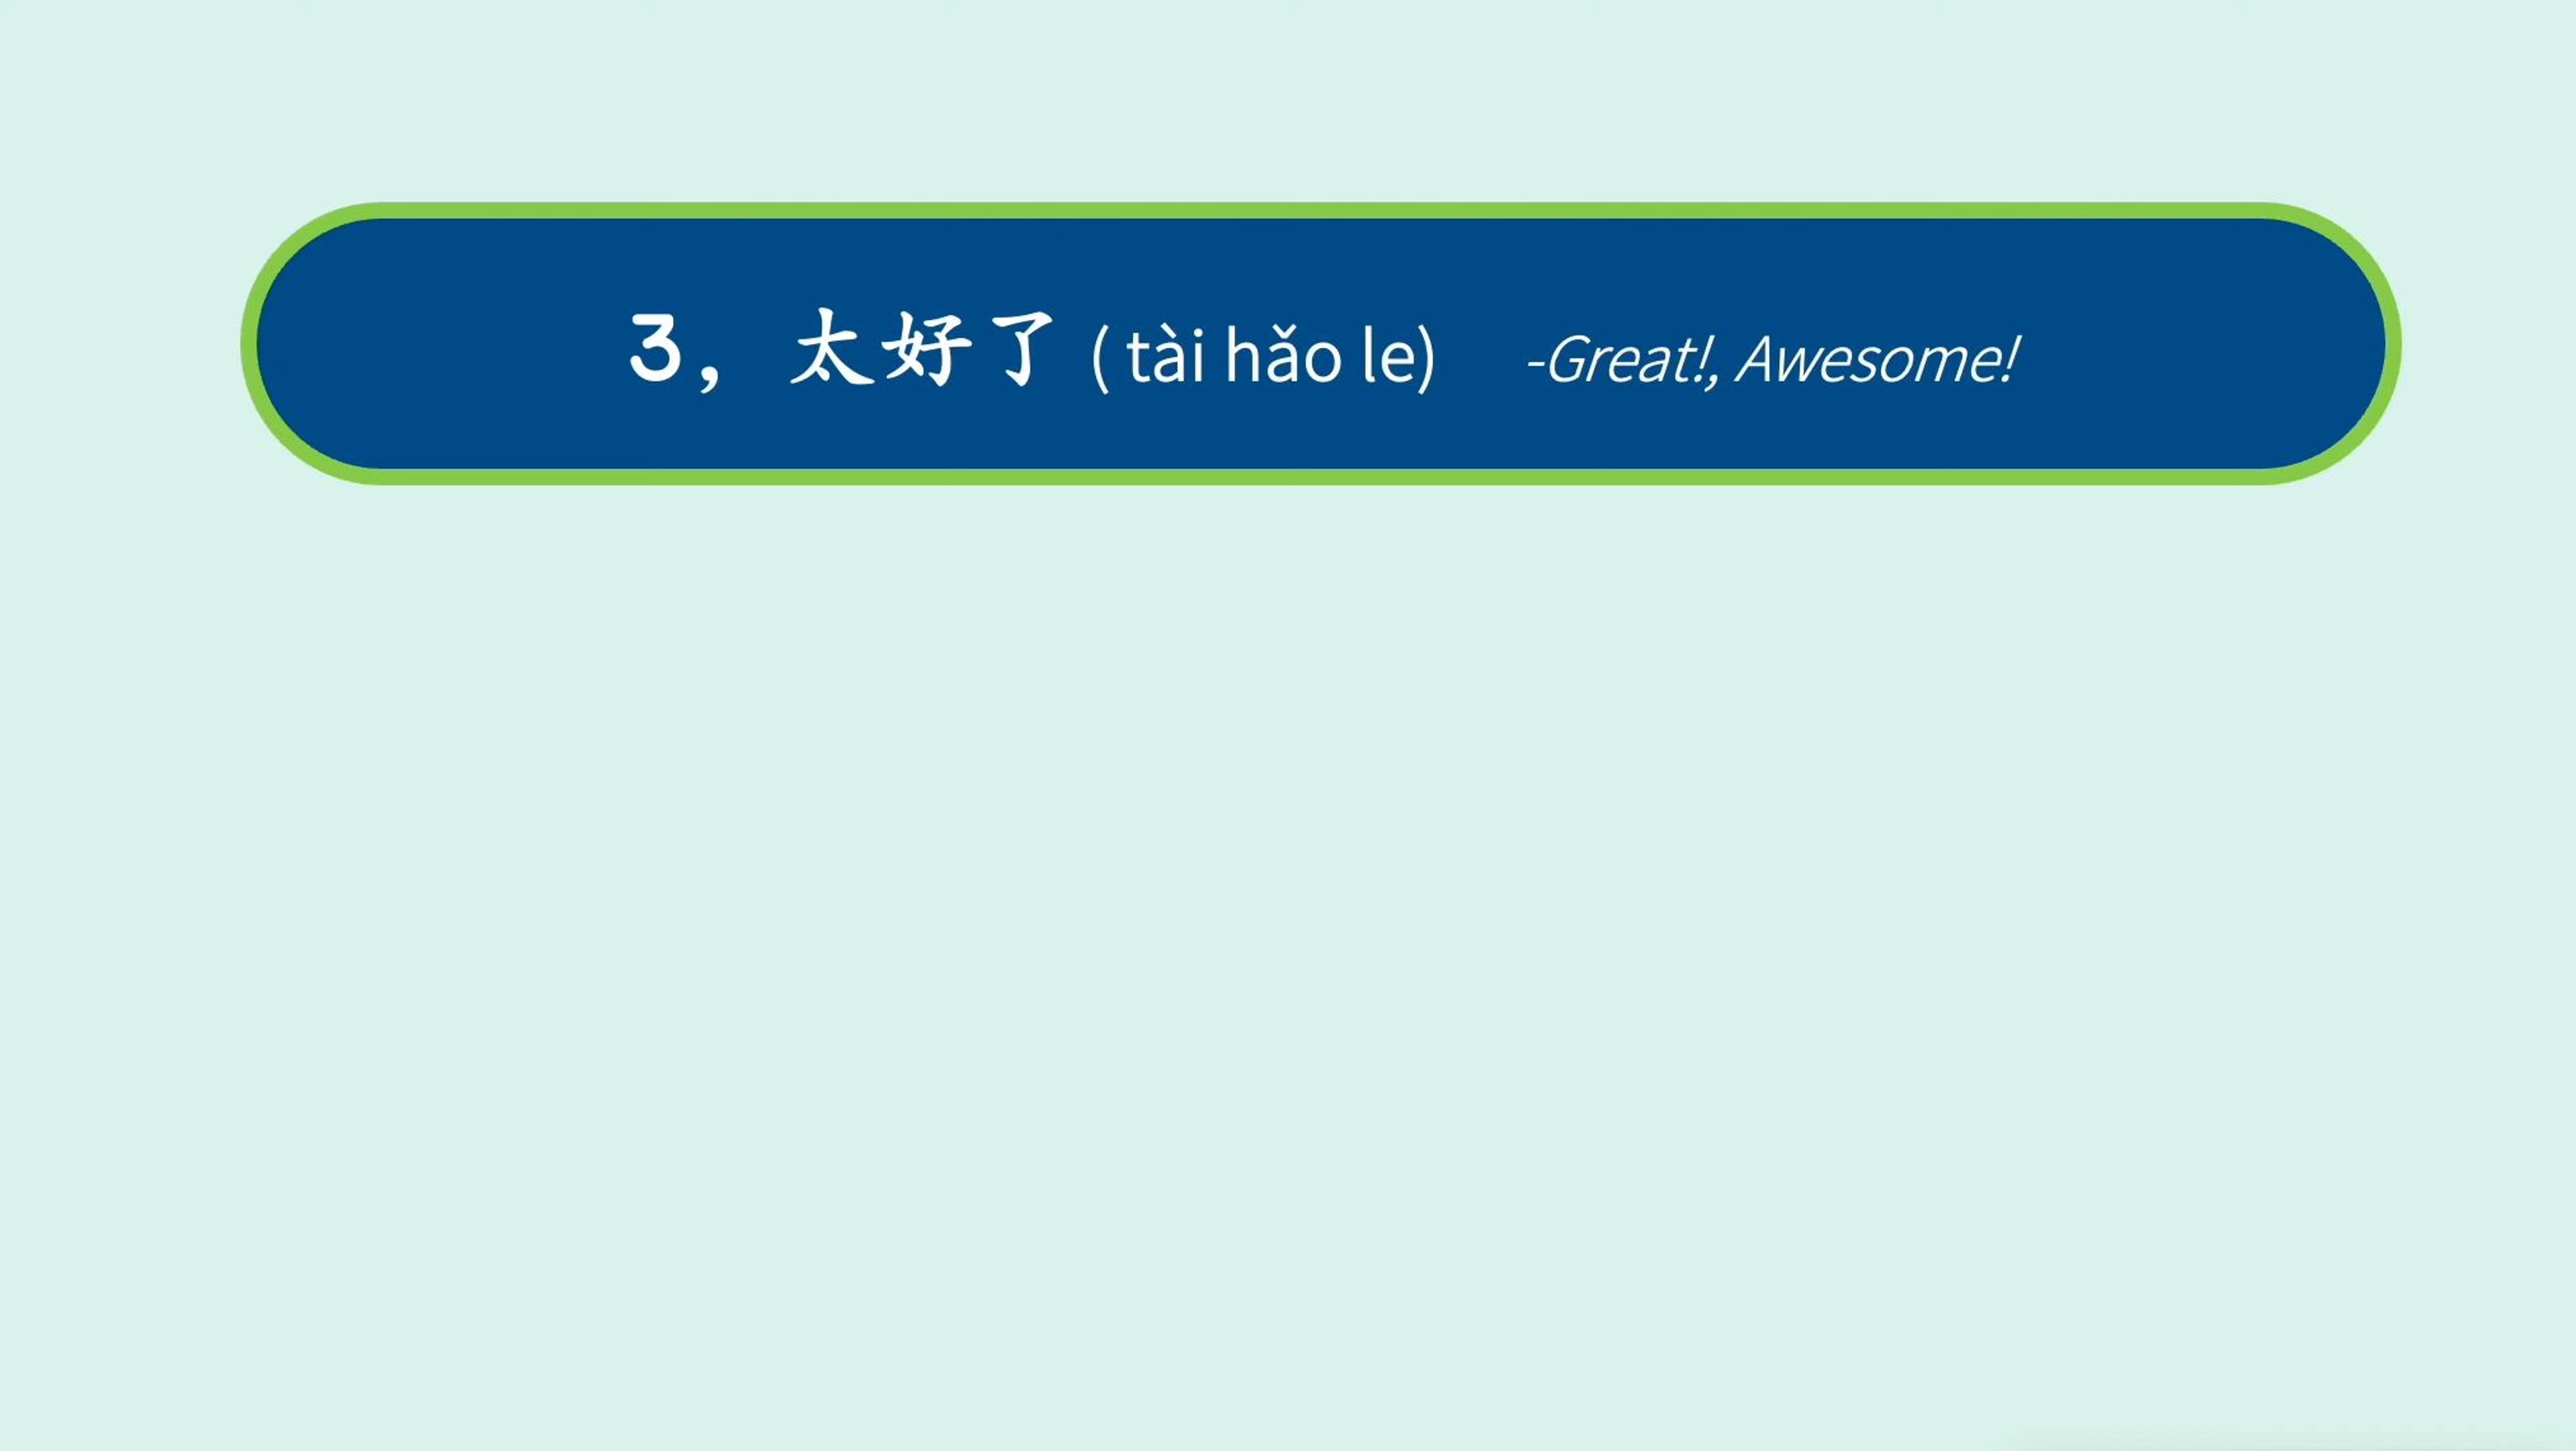 3，太好了 ( tài hǎo le) -Great!, Awesome!